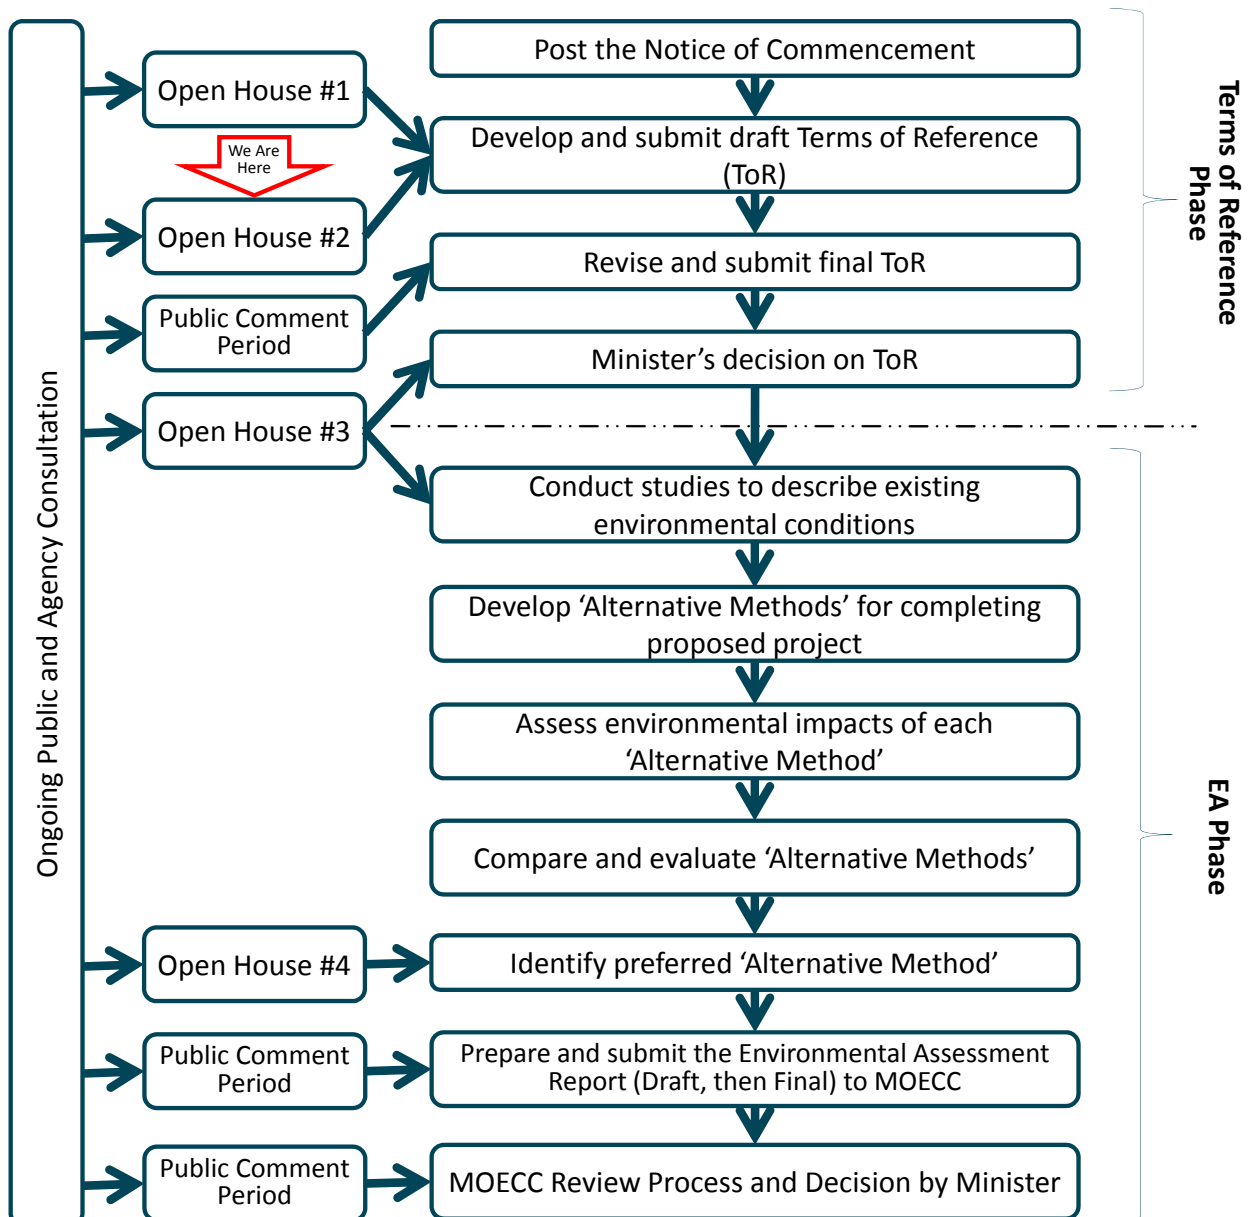 Post the Notice of Commencement
Open House #1
Develop and submit draft Terms of Reference
(ToR)
We Are
Here
Open House #2
Revise and submit final ToR
Public Comment
Period
Minister’s decision on ToR
Open House #3
Terms of Reference
Phase
Ongoing Public and Agency Consultation
Conduct studies to describe existing
environmental conditions
Develop ‘Alternative Methods’ for completing
proposed project
Assess environmental impacts of each
‘Alternative Method’
Compare and evaluate ‘Alternative Methods’
EA Phase
Open House #4
Identify preferred ‘Alternative Method’
Public Comment
Period
Prepare and submit the Environmental Assessment
Report (Draft, then Final) to MOECC
Public Comment
Period
MOECC Review Process and Decision by Minister